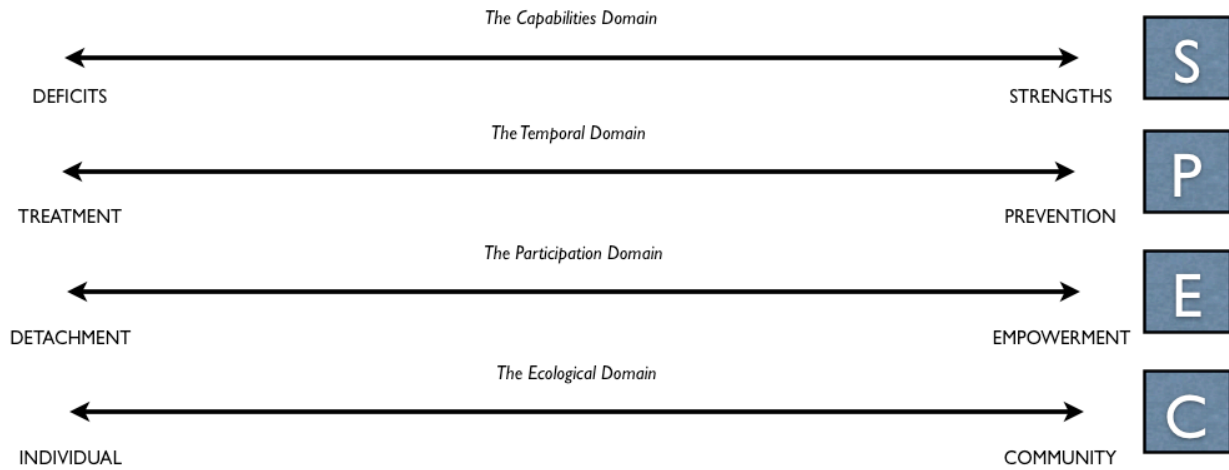 The Capabilities Domain
DEFICITS STRENGTHS S
The Temporal Domain
TREATMENT PREVENTION P
The Participation Domain
DETACHMENT EMPOWERMENT E
The Ecological Domain
INDIVIDUAL COMMUNITY C